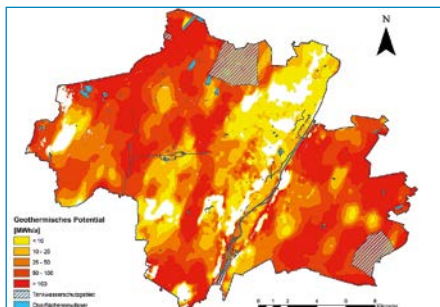 N
Geothermisches Potential
[MWh/a]
< 10
10 - 25
25 - 50
50 - 100
> 100
Trinkwasserschutzgebiet
Oberflächengewässer